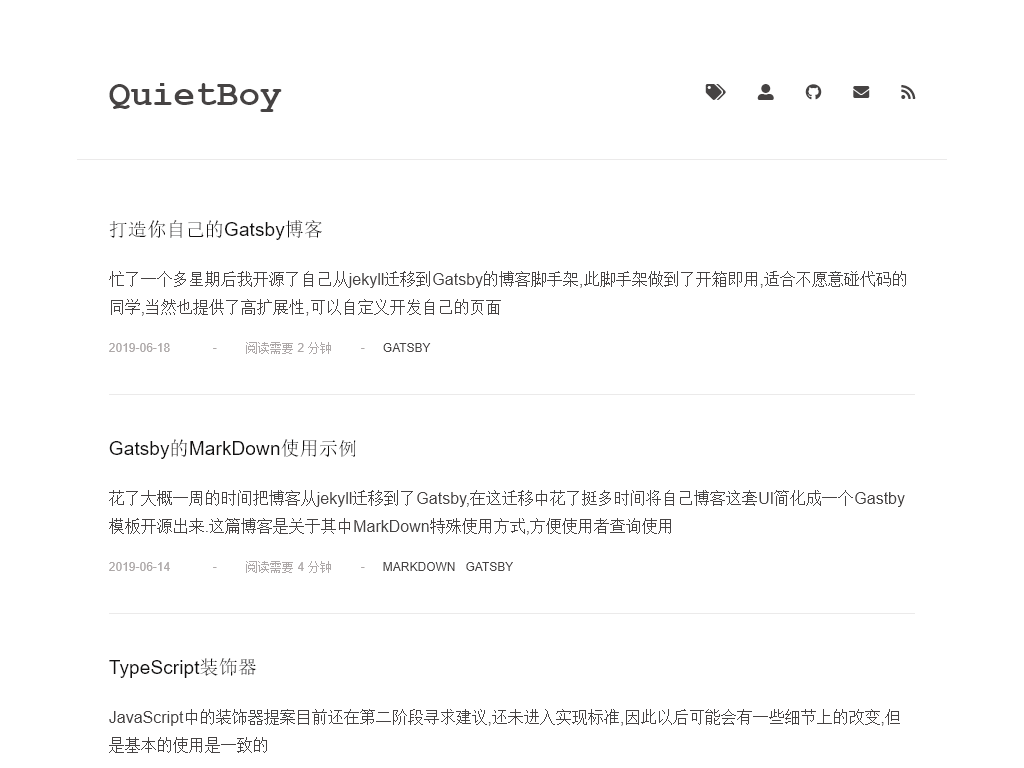 QuietBoy
打造你自己的Gatsby博客
忙了一个多星期后我开源了自己从jekyll迁移到Gatsby的博客脚手架,此脚手架做到了开箱即用,适合不愿意碰代码的
同学,当然也提供了高扩展性,可以自定义开发自己的页面
2019-06-18 - 阅读需要 2 分钟 - GATSBY
Gatsby的MarkDown使用示例
花了大概一周的时间把博客从jekyll迁移到了Gatsby,在这迁移中花了挺多时间将自己博客这套UI简化成一个Gastby
模板开源出来.这篇博客是关于其中MarkDown特殊使用方式,方便使用者查询使用
2019-06-14 - 阅读需要 4 分钟 - MARKDOWN GATSBY
TypeScript装饰器
JavaScript中的装饰器提案目前还在第二阶段寻求建议,还未进入实现标准,因此以后可能会有一些细节上的改变,但
是基本的使用是一致的